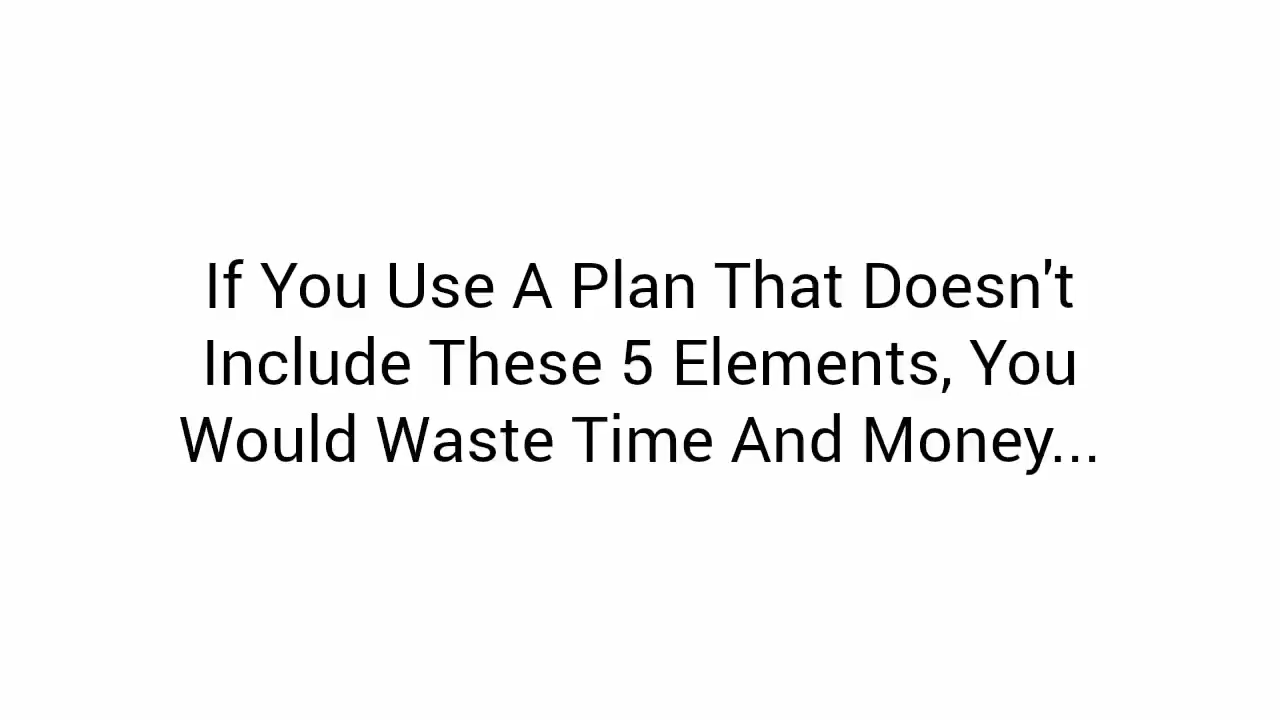 If You Use A Plan That Doesn't
Include These 5 Elements, You
Would Waste Time And Money...